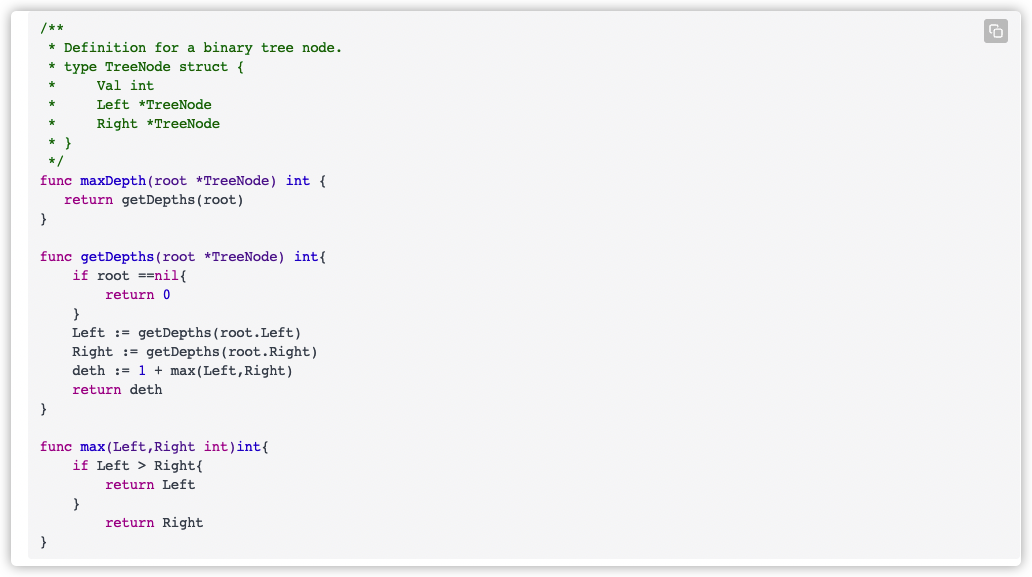 /**
 * Definition for a binary tree node.
 * type TreeNode struct {
 *     Val int
 *     Left *TreeNode
 *     Right *TreeNode
 * }
 */
func maxDepth(root *TreeNode) int {
   return getDepths(root)
}

func getDepths(root *TreeNode) int{
    if root ==nil{
        return 0
    }
    Left := getDepths(root.Left)
    Right := getDepths(root.Right)
    deth := 1 + max(Left,Right)
    return deth
}

func max(Left,Right int)int{
    if Left > Right{
        return Left
    }
        return Right
}